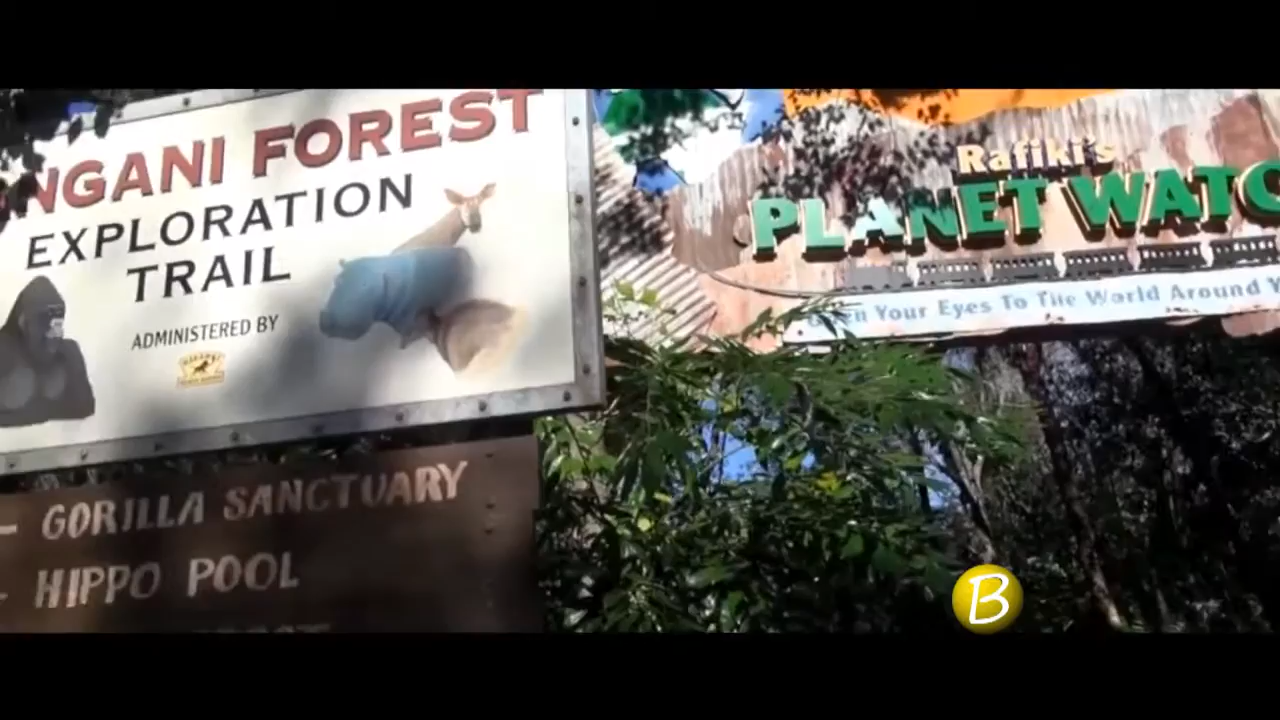 NGANI FOREST
EXPLORATION
TRAIL
ADMINISTERED BY
- GORILLA SANCTUARY
- HIPPO POOL
Rafiki's
PLANET WATC
Your Eyes To The World Around Y
B